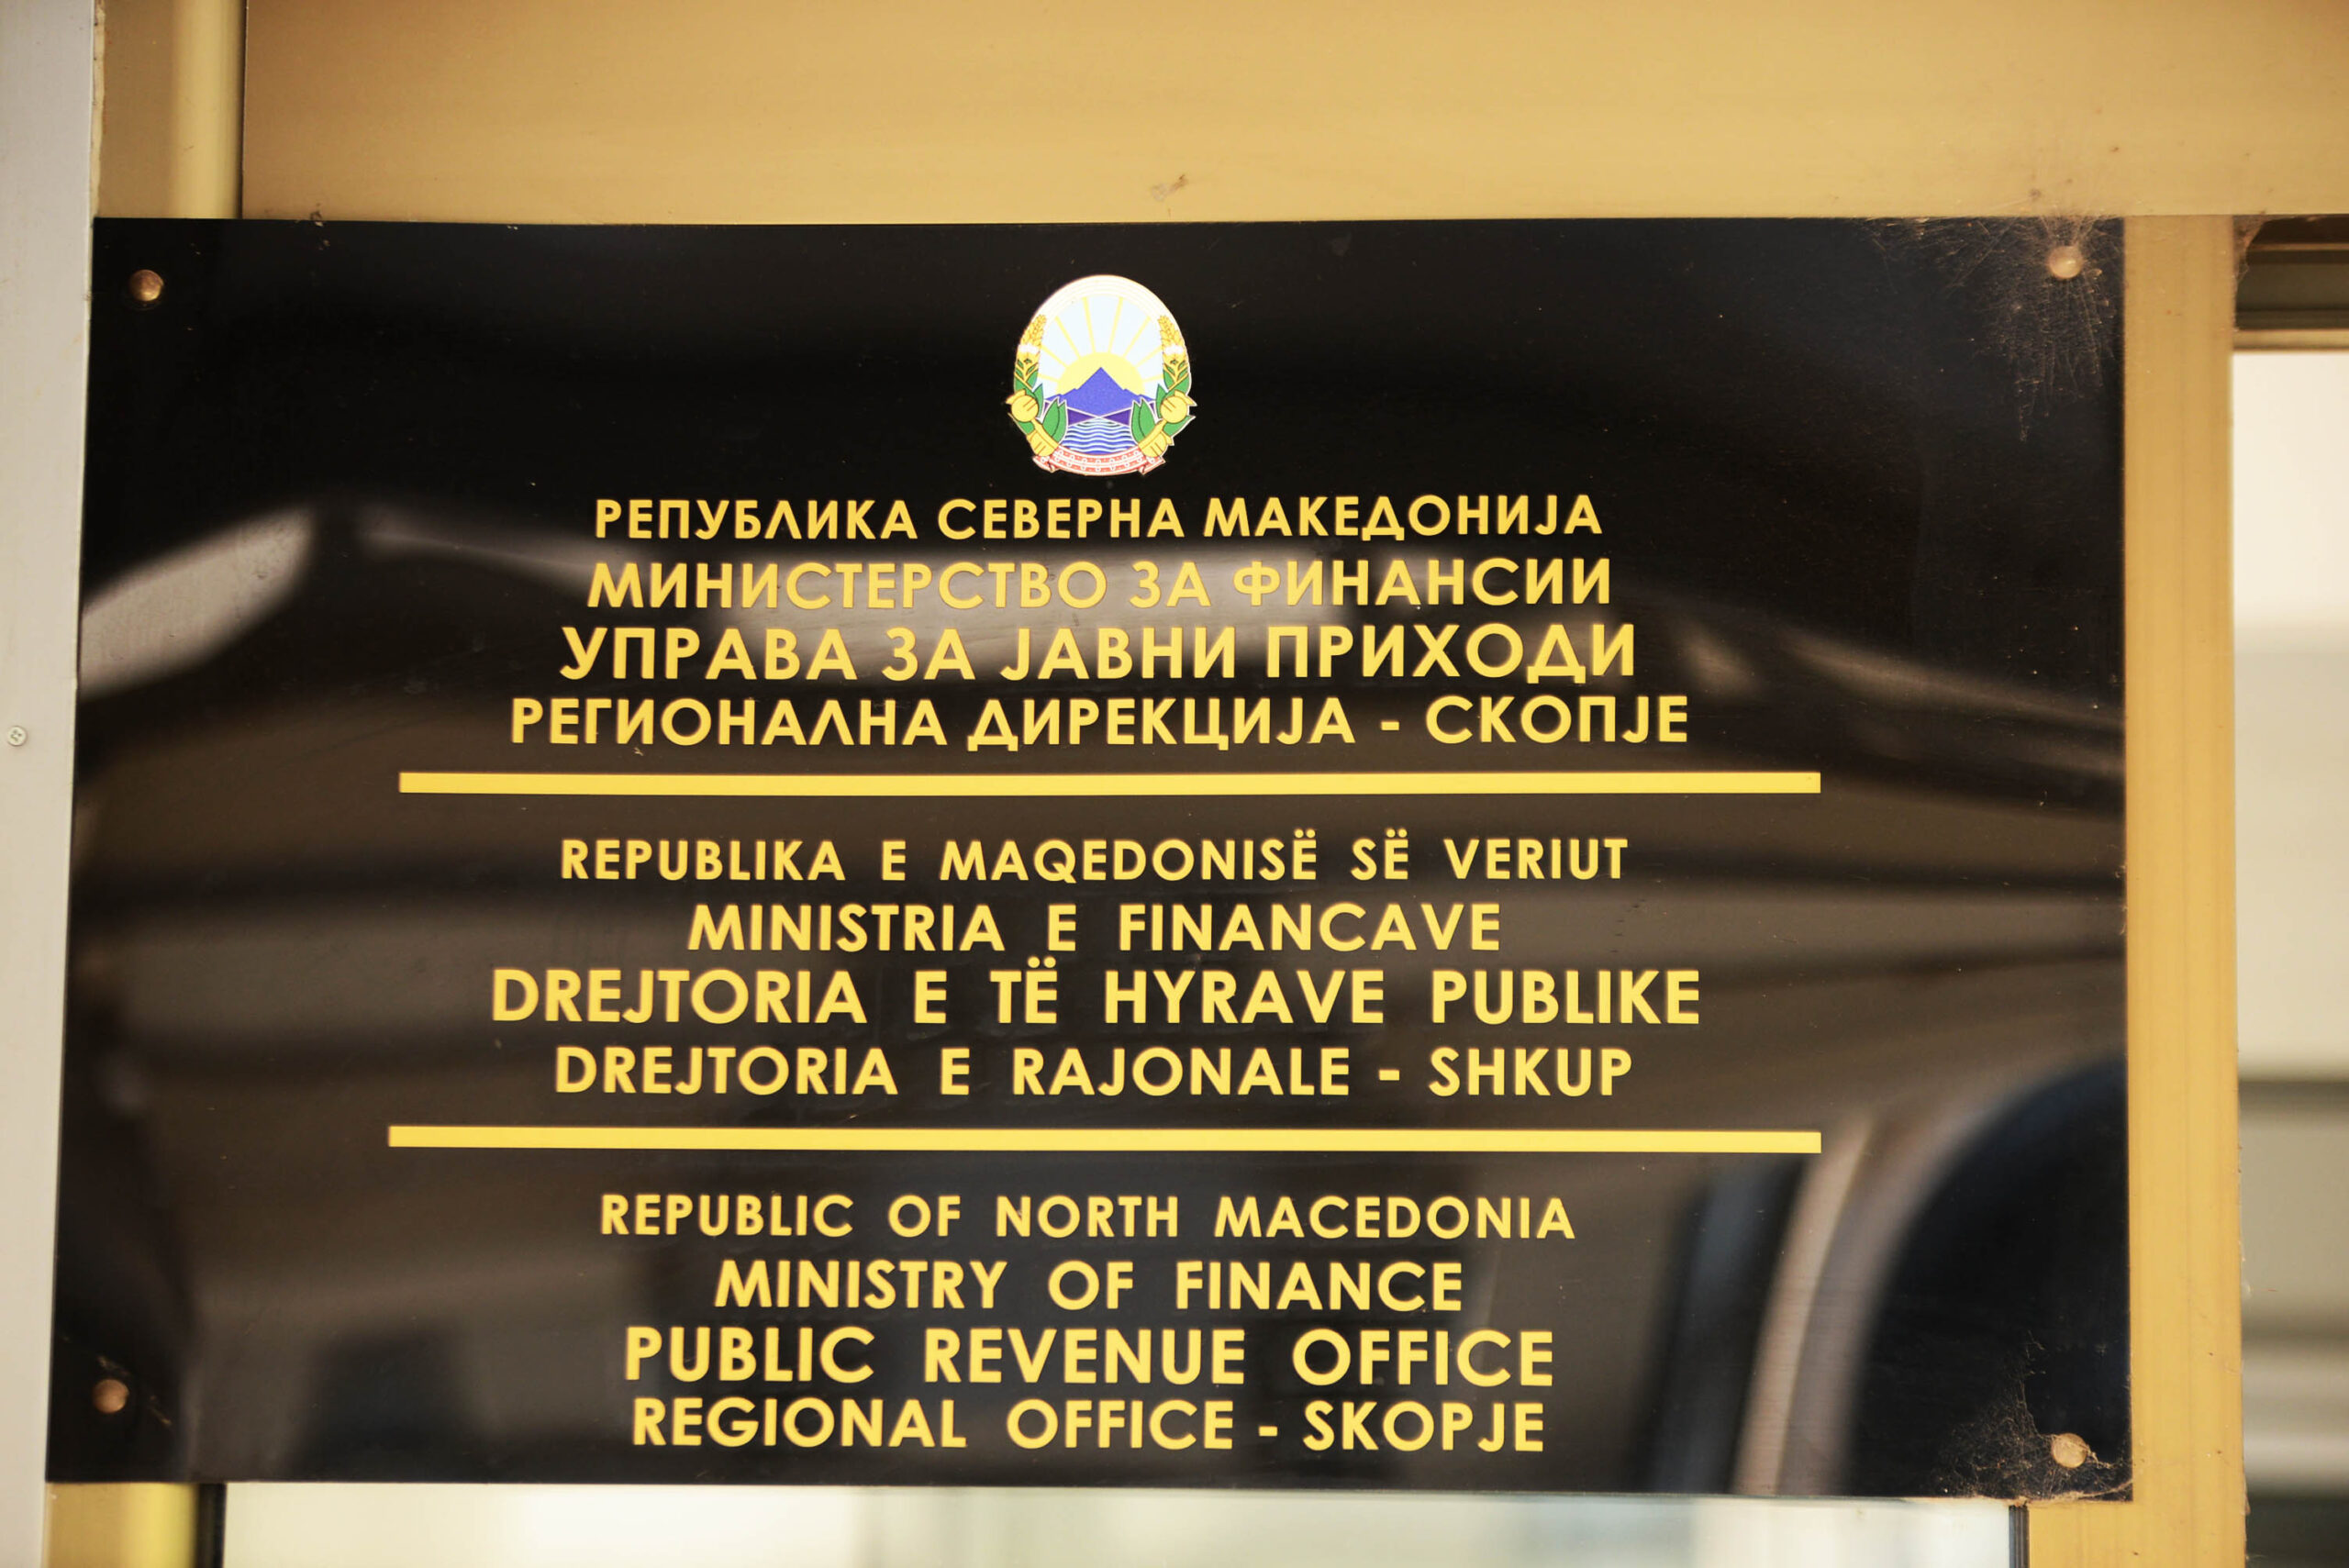 РЕПУБЛИКА СЕВЕРНА МАКЕДОНИЈА
МИНИСТЕРСТВО ЗА ФИНАНСИИ
УПРАВА ЗА ЈАВНИ ПРИХОДИ
РЕГИОНАЛНА ДИРЕКЦИЈА - СКОПЈЕ
REPUBLIKA E MAQEDONISË SË VERIUT
MINISTRIA E FINANCAVE
DREJTORIA E TË HYRAVE PUBLIKE
DREJTORIA E RAJONALE - SHKUP
REPUBLIC OF NORTH MACEDONIA
MINISTRY OF FINANCE
PUBLIC REVENUE OFFICE
REGIONAL OFFICE - SKOPJE